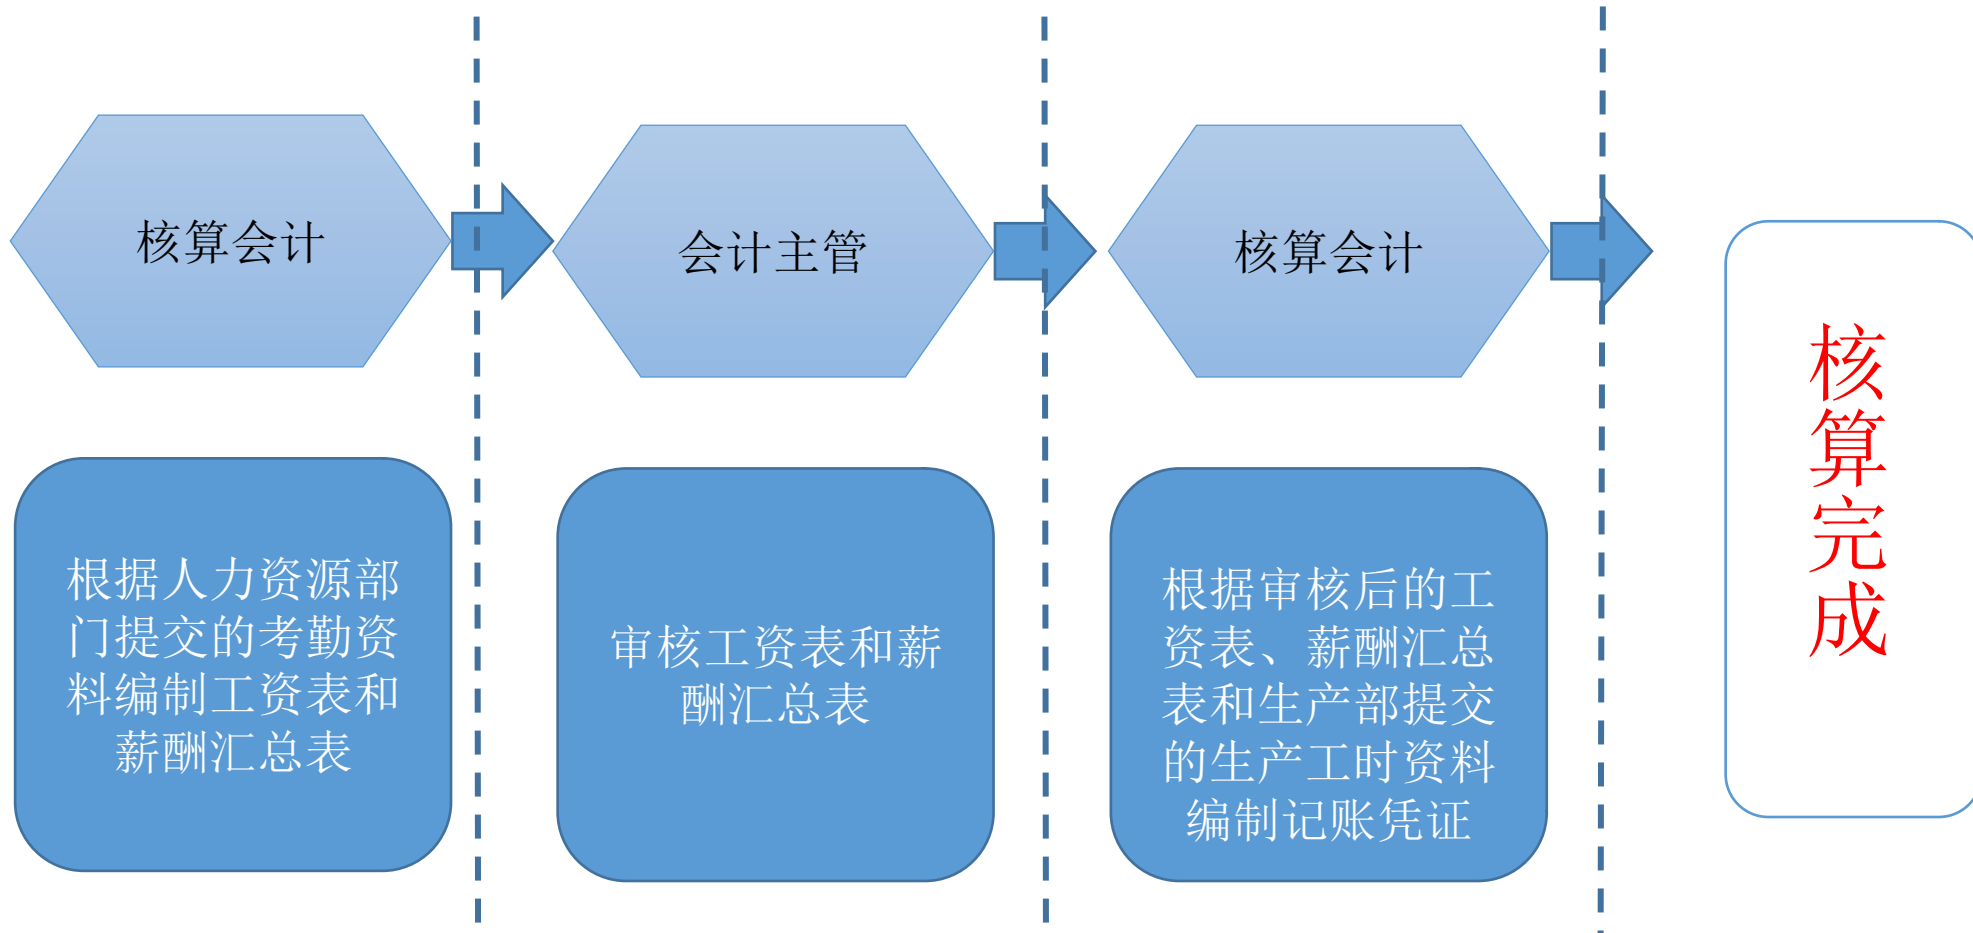 核算会计
会计主管
核算会计
根据人力资源部
门提交的考勤资
料编制工资表和
薪酬汇总表
审核工资表和薪
酬汇总表
根据审核后的工
资表、薪酬汇总
表和生产部提交
的生产工时资料
编制记账凭证
核算完成